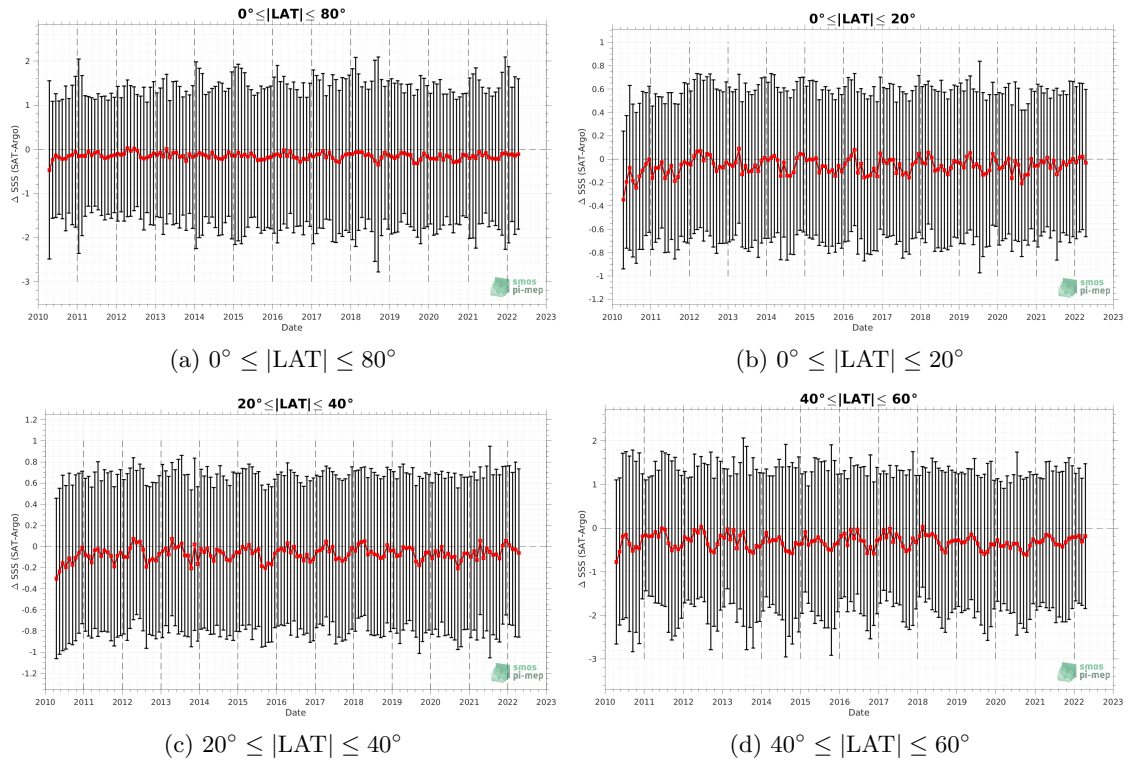 0°≤|LAT|≤ 80°
Δ SSS (SAT-Argo)
2
1
0
-1
-2
-3
smos
pi-mep
2010 2011 2012 2013 2014 2015 2016 2017 2018 2019 2020 2021 2022 2023
Date
(a) 0° ≤ |LAT| ≤ 80°
0°≤|LAT|≤ 20°
Δ SSS (SAT-Argo)
1
0.8
0.6
0.4
0.2
0
-0.2
-0.4
-0.6
-0.8
-1
-1.2
smos
pi-mep
2010 2011 2012 2013 2014 2015 2016 2017 2018 2019 2020 2021 2022 2023
Date
(b) 0° ≤ |LAT| ≤ 20°
20°≤|LAT|≤ 40°
Δ SSS (SAT-Argo)
1.2
1
0.8
0.6
0.4
0.2
0
-0.2
-0.4
-0.6
-0.8
-1
-1.2
smos
pi-mep
2010 2011 2012 2013 2014 2015 2016 2017 2018 2019 2020 2021 2022 2023
Date
(c) 20° ≤ |LAT| ≤ 40°
40°≤|LAT|≤ 60°
Δ SSS (SAT-Argo)
2
1
0
-1
-2
-3
smos
pi-mep
2010 2011 2012 2013 2014 2015 2016 2017 2018 2019 2020 2021 2022 2023
Date
(d) 40° ≤ |LAT| ≤ 60°